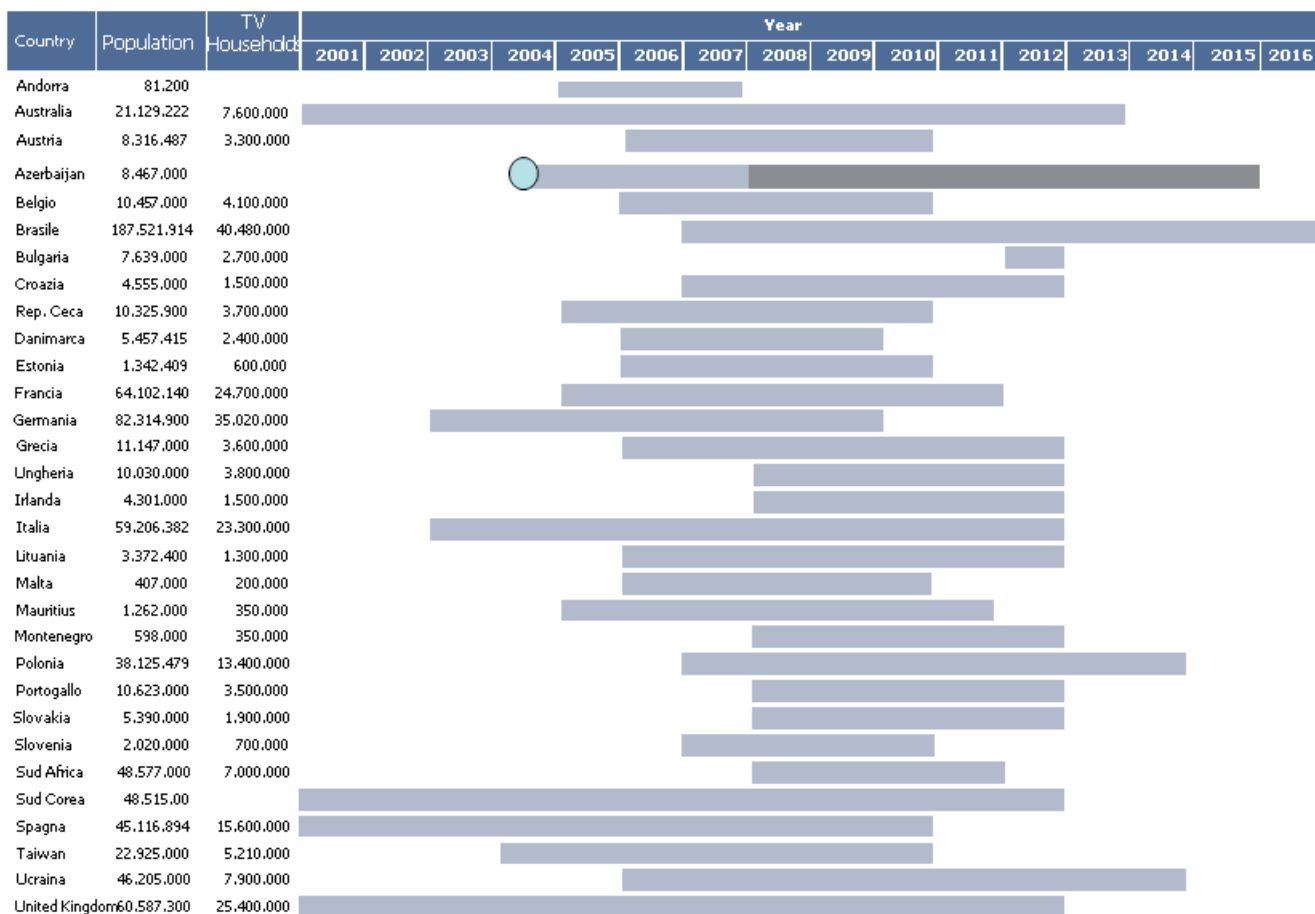 Country Population TV Households Year
2001 2002 2003 2004 2005 2006 2007 2008 2009 2010 2011 2012 2013 2014 2015 2016
Andorra 81.200
Australia 21.129.222 7.600.000
Austria 8.316.487 3.300.000
Azerbaijan 8.467.000
Belgio 10.457.000 4.100.000
Brasile 187.521.914 40.480.000
Bulgaria 7.639.000 2.700.000
Croazia 4.555.000 1.500.000
Rep. Ceca 10.325.900 3.700.000
Danimarca 5.457.415 2.400.000
Estonia 1.342.409 600.000
Francia 64.102.140 24.700.000
Germania 82.314.900 35.020.000
Grecia 11.147.000 3.600.000
Ungheria 10.030.000 3.800.000
Irlanda 4.301.000 1.500.000
Italia 59.206.382 23.300.000
Lituania 3.372.400 1.300.000
Malta 407.000 200.000
Mauritius 1.262.000 350.000
Montenegro 598.000 350.000
Polonia 38.125.479 13.400.000
Portogallo 10.623.000 3.500.000
Slovakia 5.390.000 1.900.000
Slovenia 2.020.000 700.000
Sud Africa 48.577.000 7.000.000
Sud Corea 48.515.00
Spagna 45.116.894 15.600.000
Taiwan 22.925.000 5.210.000
Ucraina 46.205.000 7.900.000
United Kingdom 60.587.300 25.400.000